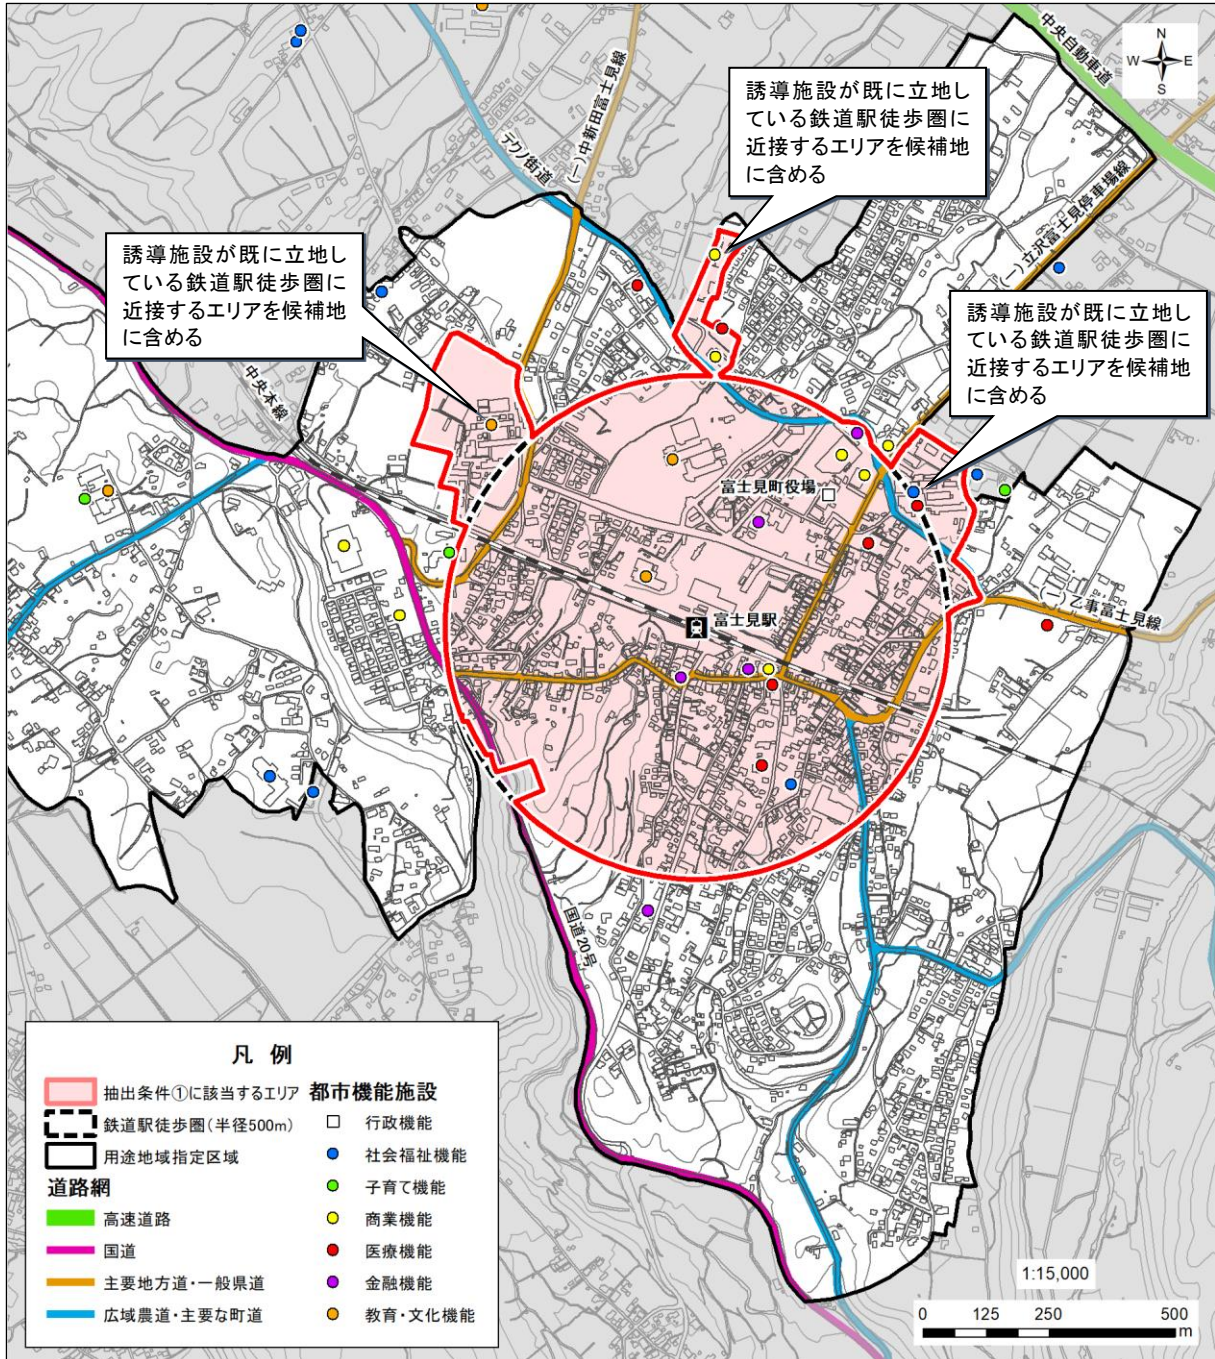 中央自動車道
N
W
E
S
誘導施設が既に立地し
ている鉄道駅徒歩圏に
近接するエリアを候補地
に含める
(一)中新田富士見線
テクノ街道
(一)立沢富士見停車場線
誘導施設が既に立地し
ている鉄道駅徒歩圏に
近接するエリアを候補地
に含める
誘導施設が既に立地し
ている鉄道駅徒歩圏に
近接するエリアを候補地
に含める
中央本線
富士見町役場
富士見駅
(一)乙事富士見線
国道20号
凡 例
抽出条件①に該当するエリア
鉄道駅徒歩圏(半径500m)
用途地域指定区域
道路網
高速道路
国道
主要地方道・一般県道
広域農道・主要な町道
都市機能施設
行政機能
社会福祉機能
子育て機能
商業機能
医療機能
金融機能
教育・文化機能
1:15,000
0 125 250 500
m